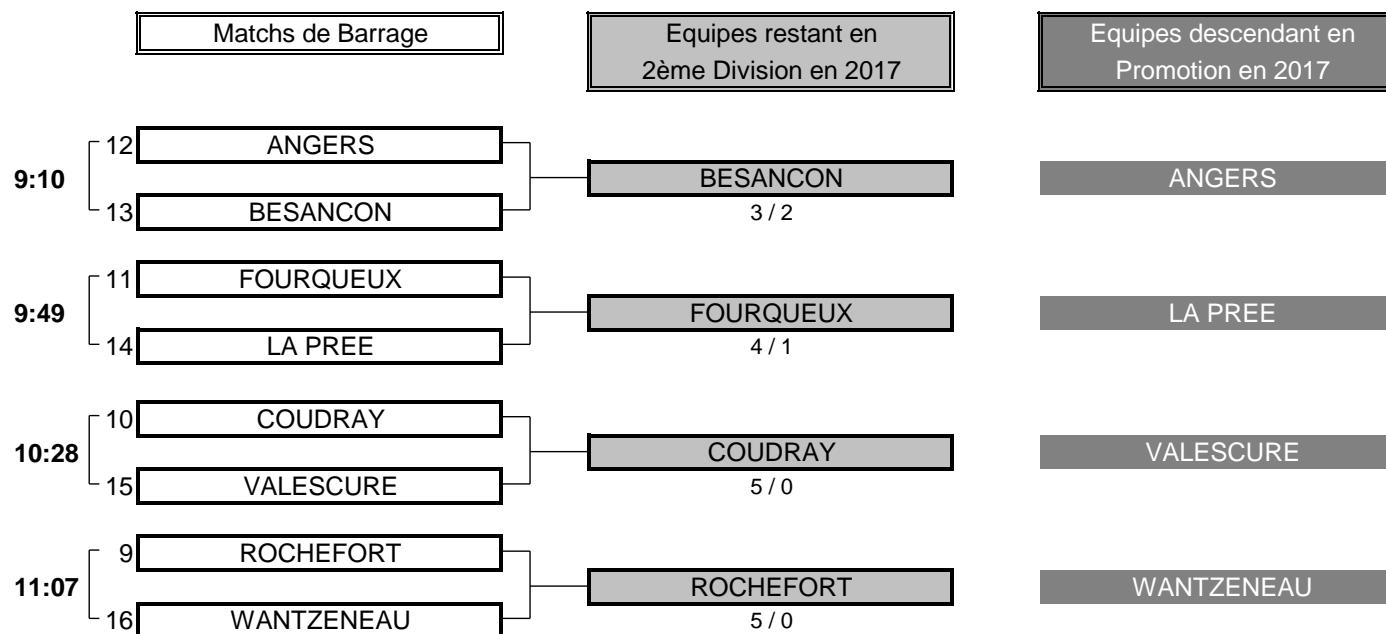 Matchs de Barrage
Equipes restant en
2ème Division en 2017
Equipes descendant en
Promotion en 2017
12 ANGERS
9:10 BESANCON ANGERS
13 BESANCON 3 / 2
11 FOURQUEUX
9:49 FOURQUEUX LA PREE
14 LA PREE 4 / 1
10 COUDRAY
10:28 COUDRAY VALESCURE
15 VALESCURE 5 / 0
9 ROCHEFORT
11:07 ROCHEFORT WANTZENEAU
16 WANTZENEAU 5 / 0